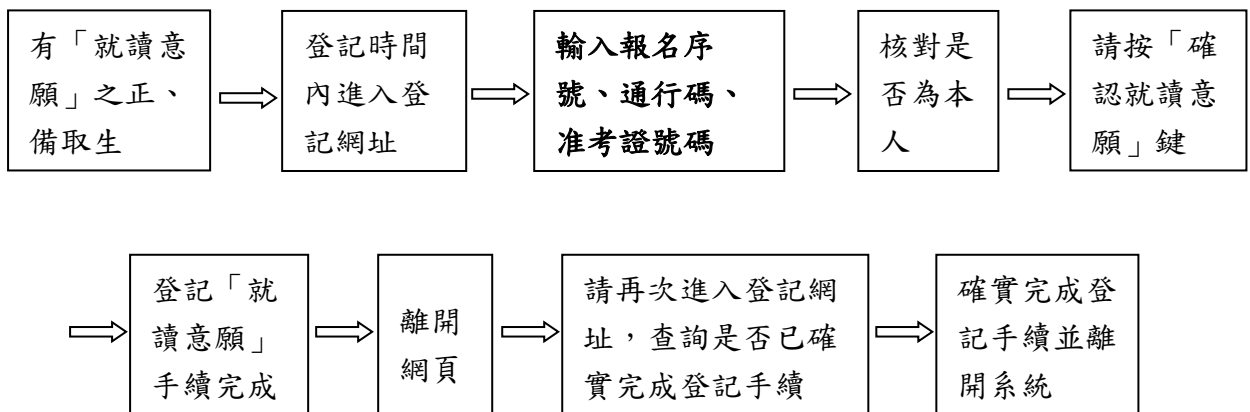 有「就讀意
願」之正、
備取生
登記時間
內進入登
記網址
輸入報名序
號、通行碼、
准考證號碼
核對是
否為本
人
請按「確
認就讀意
願」鍵
登記「就
讀意願」
手續完成
離開
網頁
請再次進入登記網
址，查詢是否已確
實完成登記手續
確實完成登
記手續並離
開系統